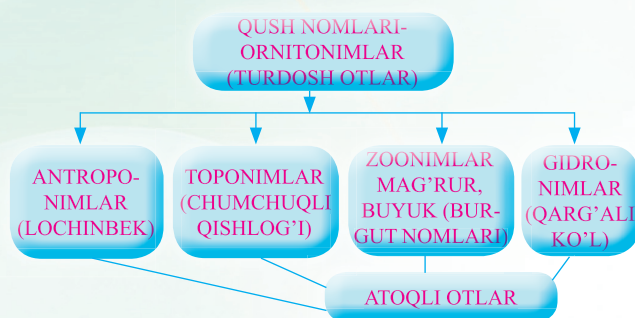 QUSH NOMLARI-
ORNITONIMLAR
(TURDOSH OTLAR)
ANTROPO-
NIMLAR
(LOCHINBEK)
TOPONIMLAR
(CHUMCHUQLI
QISHLOG'I)
ZOONIMLAR
MAG'RUR,
BUYUK (BUR-
GUT NOMLARI)
GIDRO-
NIMLAR
(QARG'ALI
KO'L)
ATOQLI OTLAR